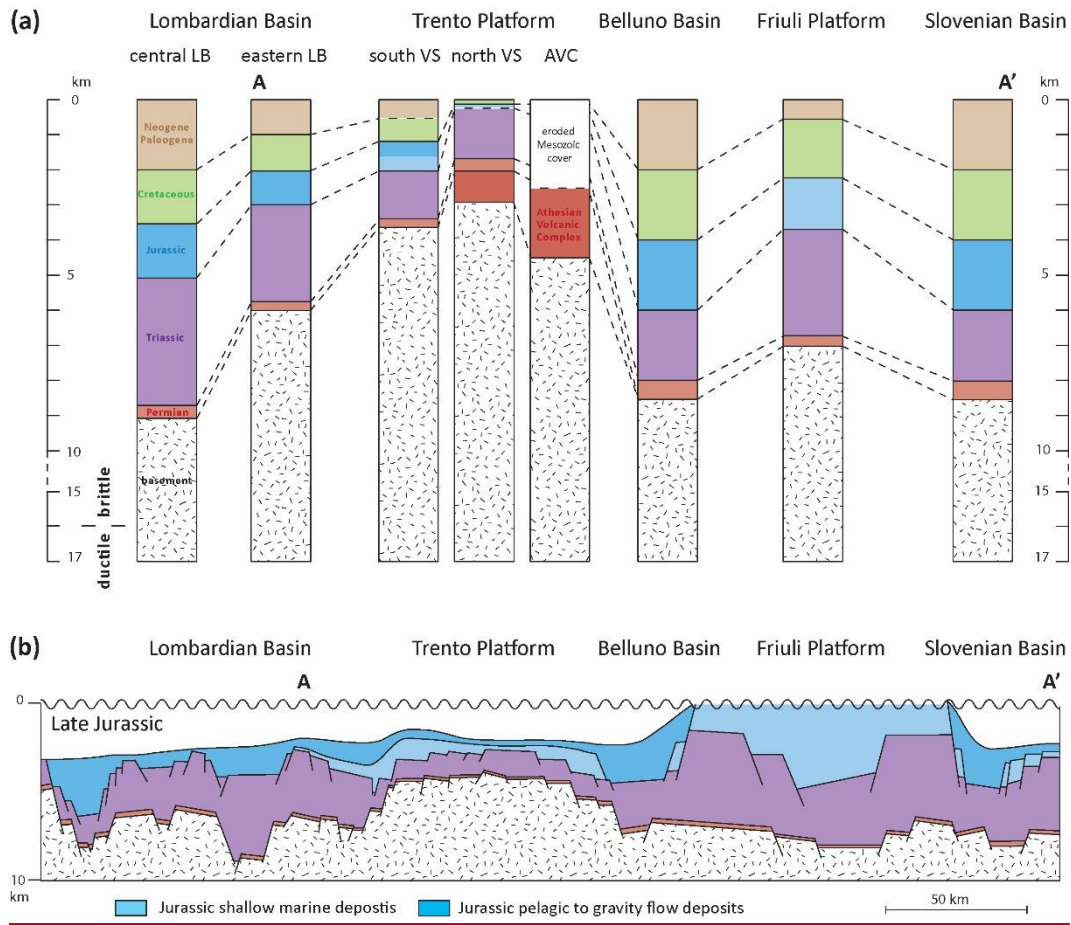 (a)
Lombardian Basin Trento Platform Belluno Basin Friuli Platform Slovenian Basin
central LB eastern LB south VS north VS AVC
km A A' km
0 0
Neogene
Paleogene
eroded
Mesozoic
cover
Cretaceous
Athesian
Volcanic
Complex
Jurassic
5 5
Triassic
Permian
10 10
basement
15 15
17 17
ductile brittle
(b)
Lombardian Basin Trento Platform Belluno Basin Friuli Platform Slovenian Basin
A A'
0
Late Jurassic
10
km
Jurassic shallow marine depostis Jurassic pelagic to gravity flow deposits 50 km